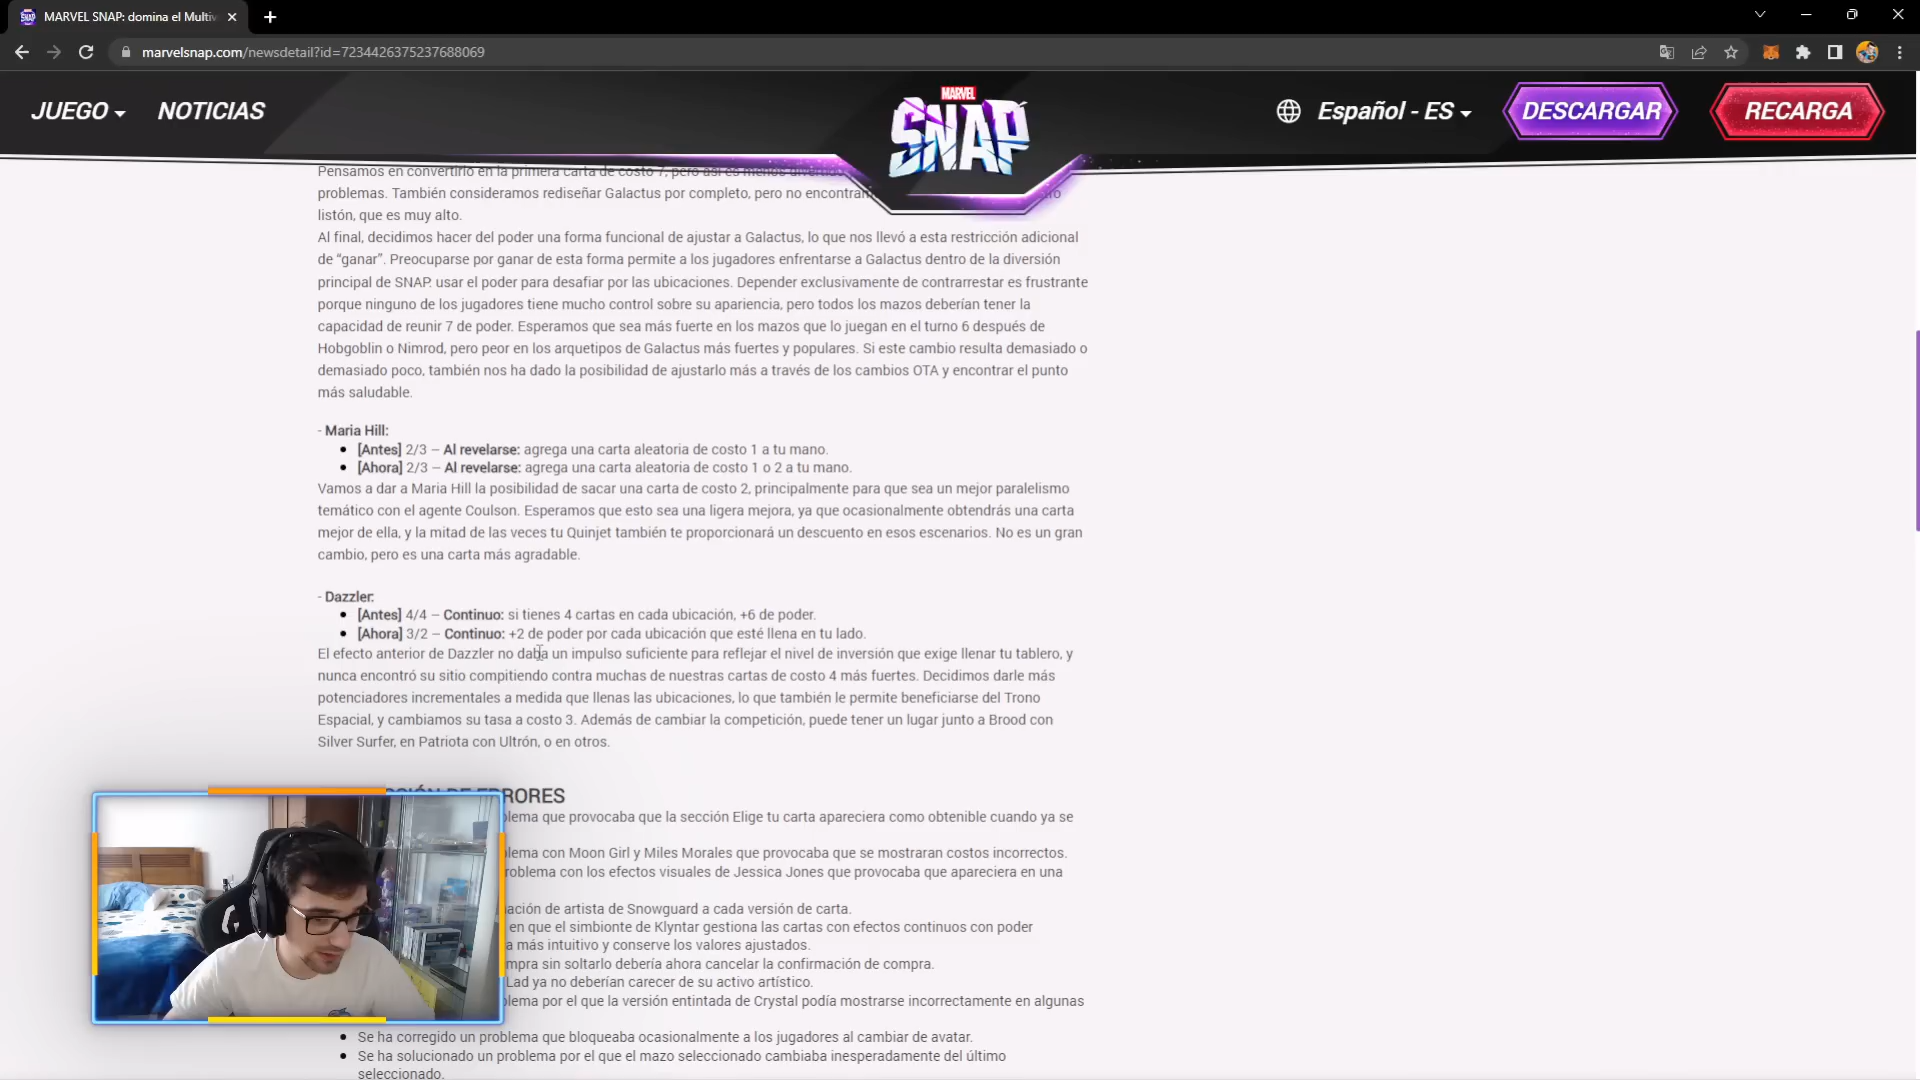 MARVEL SNAP: domina el Multiv
marvelsnap.com/newsdetail?id=7234426375237688069
JUEGO
NOTICIAS
MARVEL
SNAP
Español - ES
DESCARGAR
RECARGA
Pensamos en convertirlo en la primera carta de costo 7, pero así es menos
problemas. También consideramos rediseñar Galactus por completo, pero no
listón, que es muy alto.
Al final, decidimos hacer del poder una forma funcional de ajustar a Galactus, lo que nos llevó a esta restricción adicional
de “ganar”. Preocuparse por ganar de esta forma permite a los jugadores enfrentarse a Galactus dentro de la diversión
principal de SNAP: usar el poder para desafiar por las ubicaciones. Depender exclusivamente de contrarrestar es frustrante
porque ninguno de los jugadores tiene mucho control sobre su apariencia, pero todos los mazos deberían tener la
capacidad de reunir 7 de poder. Esperamos que sea más fuerte en los mazos que lo juegan en el turno 6 después de
Hobgoblin o Nimrod, pero peor en los arquetipos de Galactus más fuertes y populares. Si este cambio resulta demasiado o
demasiado poco, también nos ha dado la posibilidad de ajustarlo más a través de los cambios OTA y encontrar el punto
más saludable.
- Maria Hill:
• [Antes] 2/3 – Al revelarse: agrega una carta aleatoria de costo 1 a tu mano.
• [Ahora] 2/3 – Al revelarse: agrega una carta aleatoria de costo 1 o 2 a tu mano.
Vamos a dar a Maria Hill la posibilidad de sacar una carta de costo 2, principalmente para que sea un mejor paralelismo
temático con el agente Coulson. Esperamos que esto sea una ligera mejora, ya que ocasionalmente obtendrás una carta
mejor de ella, y la mitad de las veces tu Quinjet también te proporcionará un descuento en esos escenarios. No es un gran
cambio, pero es una carta más agradable.
- Dazzler:
• [Antes] 4/4 – Continuo: si tienes 4 cartas en cada ubicación, +6 de poder.
• [Ahora] 3/2 – Continuo: +2 de poder por cada ubicación que esté llena en tu lado.
El efecto anterior de Dazzler no daba un impulso suficiente para reflejar el nivel de inversión que exige llenar tu tablero, y
nunca encontró su sitio compitiendo contra muchas de nuestras cartas de costo 4 más fuertes. Decidimos darle más
potenciadores incrementales a medida que llenas las ubicaciones, lo que también le permite beneficiarse del Trono
Espacial, y cambiamos su tasa a costo 3. Además de cambiar la competición, puede tener un lugar junto a Brood con
Silver Surfer, en Patriota con Ultrón, o en otros.
DE ERRORES
que provocaba que la sección Elige tu carta apareciera como obtenible cuando ya se
con Moon Girl y Miles Morales que provocaba que se mostraran costos incorrectos.
con los efectos visuales de Jessica Jones que provocaba que apareciera en una
de artista de Snowguard a cada versión de carta.
en que el simbionte de Klyntar gestiona las cartas con efectos continuos con poder
más intuitivo y conserve los valores ajustados.
sin soltarlo debería ahora cancelar la confirmación de compra.
Lad ya no deberían carecer de su activo artístico.
por el que la versión entintada de Crystal podía mostrarse incorrectamente en algunas
• Se ha corregido un problema que bloqueaba ocasionalmente a los jugadores al cambiar de avatar.
• Se ha solucionado un problema por el que el mazo seleccionado cambiaba inesperadamente del último
seleccionado.